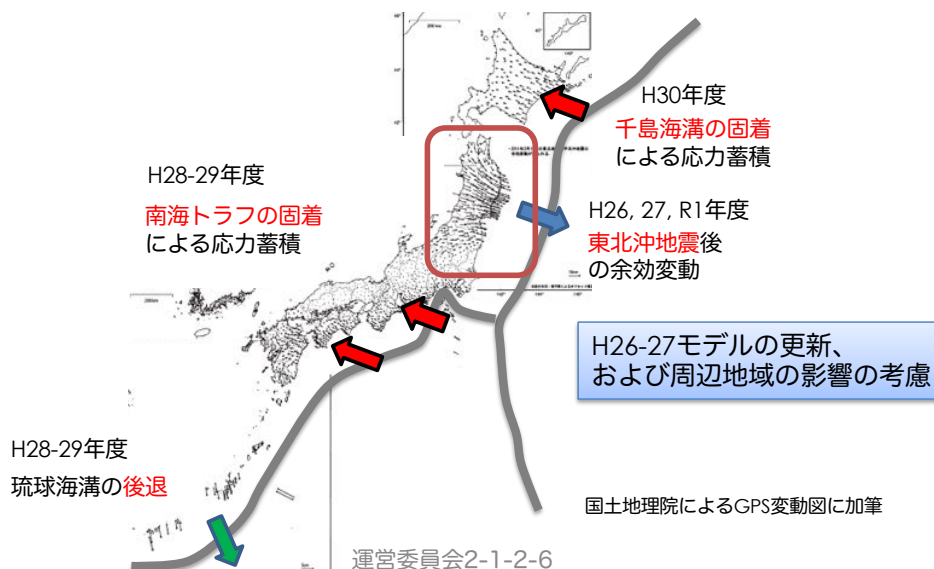 H30年度
千島海溝の固着
による応力蓄積
H28-29年度
南海トラフの固着
による応力蓄積
H26, 27, R1年度
東北沖地震後
の余効変動
H26-27モデルの更新、
および周辺地域の影響の考慮
H28-29年度
琉球海溝の後退
国土地理院によるGPS変動図に加筆
運営委員会2-1-2-6